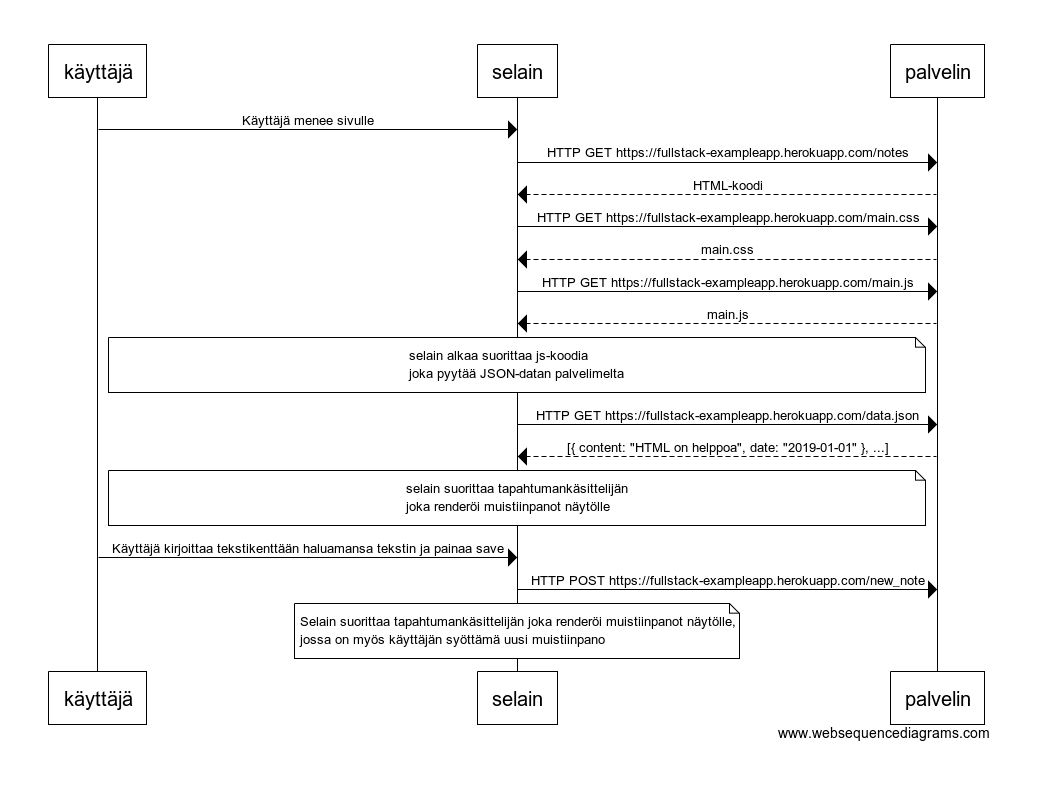 käyttäjä
selain
palvelin
Käyttäjä menee sivulle
HTTP GET https://fullstack-exampleapp.herokuapp.com/notes
HTML-koodi
HTTP GET https://fullstack-exampleapp.herokuapp.com/main.css
main.css
HTTP GET https://fullstack-exampleapp.herokuapp.com/main.js
main.js
selain alkaa suorittaa js-koodia
joka pyytää JSON-datan palvelimelta
HTTP GET https://fullstack-exampleapp.herokuapp.com/data.json
[{ content: "HTML on helppoa", date: "2019-01-01" }, ...]
selain suorittaa tapahtumankäsittelijän
joka renderöi muistiinpanot näytölle
Käyttäjä kirjoittaa tekstikenttään haluamansa tekstin ja painaa save
HTTP POST https://fullstack-exampleapp.herokuapp.com/new_note
Selain suorittaa tapahtumankäsittelijän joka renderöi muistiinpanot näytölle,
jossa on myös käyttäjän syöttämä uusi muistiinpano
käyttäjä
selain
palvelin
www.websequencediagrams.com